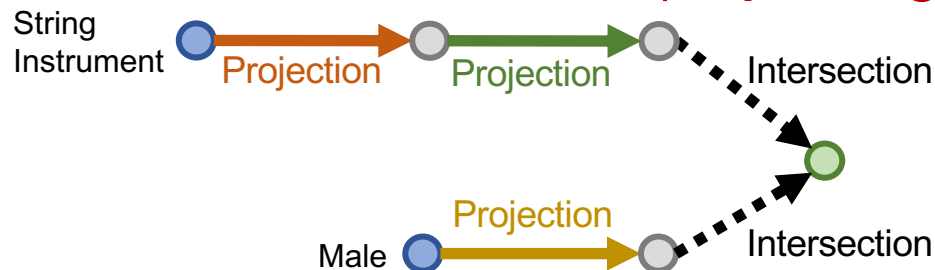 String
Instrument
Projection
Projection
Intersection
Projection
Male
Intersection